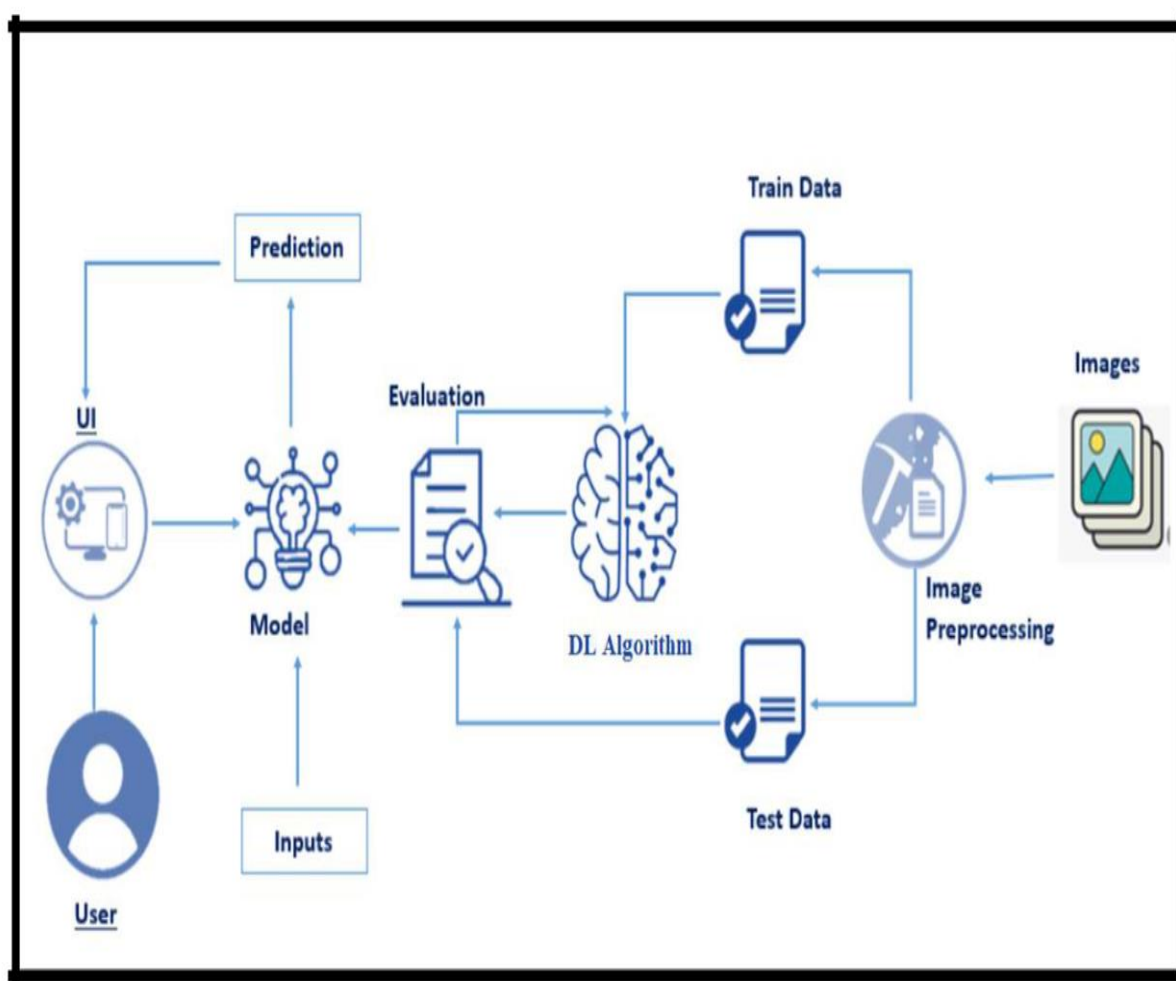 Train Data
Prediction
Images
Evaluation
UI
Image
Preprocessing
Model
DL Algorithm
Test Data
Inputs
User